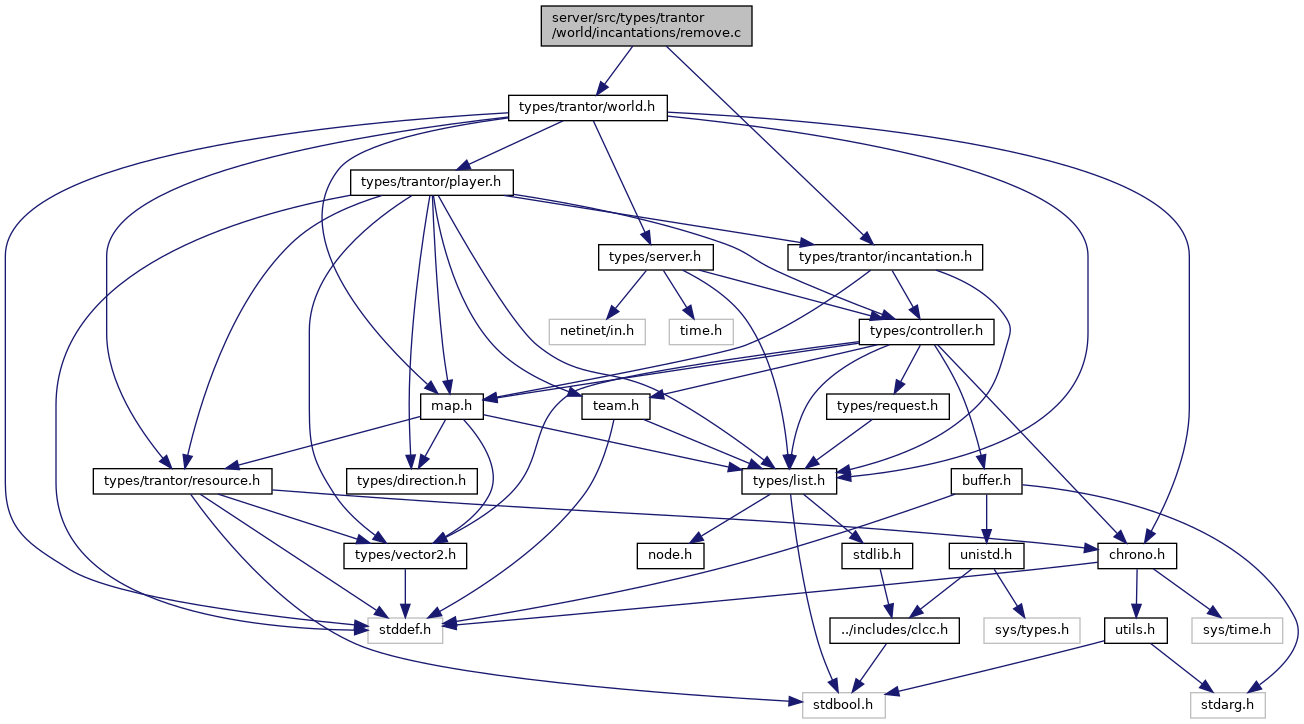 server/src/types/trantor
/world/incantations/remove.c
types/trantor/world.h
types/trantor/player.h
types/server.h
types/trantor/incantation.h
netinet/in.h
time.h
types/controller.h
map.h
team.h
types/request.h
types/trantor/resource.h
types/direction.h
types/list.h
buffer.h
types/vector2.h
node.h
stdlib.h
unistd.h
chrono.h
stddef.h
../includes/clcc.h
sys/types.h
utils.h
sys/time.h
stdbool.h
stdarg.h